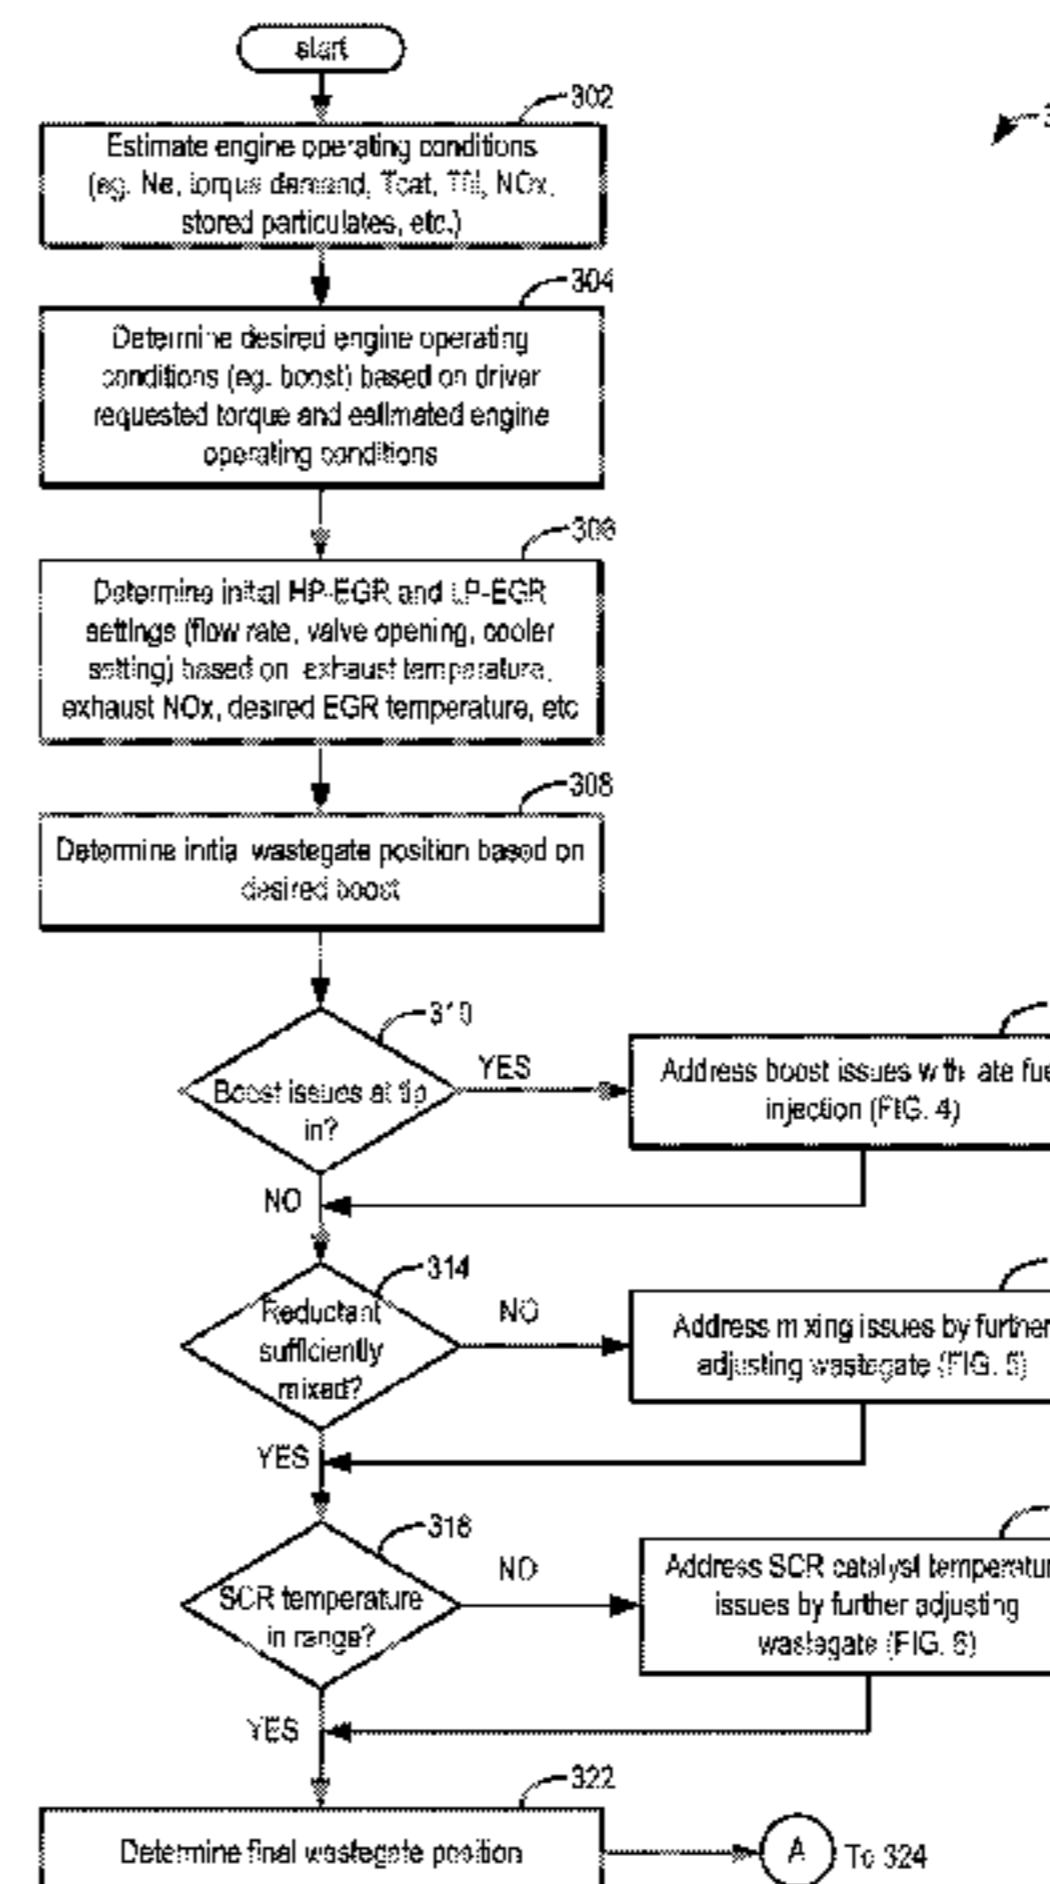 start
302
Estimate engine operating conditions
(eg. Ne, torque demand, Tcat, Tfil, NOx,
stored particulates, etc.)
304
Determine desired engine operating
conditions (eg. boost) based on driver
requested torque and estimated engine
operating conditions
306
Determine initial HP-EGR and LP-EGR
settings (flow rate, valve opening, cooler
setting) based on exhaust temperature,
exhaust NOx, desired EGR temperature, etc
308
Determine initial wastegate position based on
desired boost
310
Boost issues at tip
in?
YES
Address boost issues with late fue
injection (FIG. 4)
NO
314
Reductant
sufficiently
mixed?
NO
Address mixing issues by further
adjusting wastegate (FIG. 5)
YES
318
SCR temperature
in range?
NO
Address SCR catalyst temperatur
issues by further adjusting
wastegate (FIG. 6)
YES
322
Determine final wastegate position
A
To 324